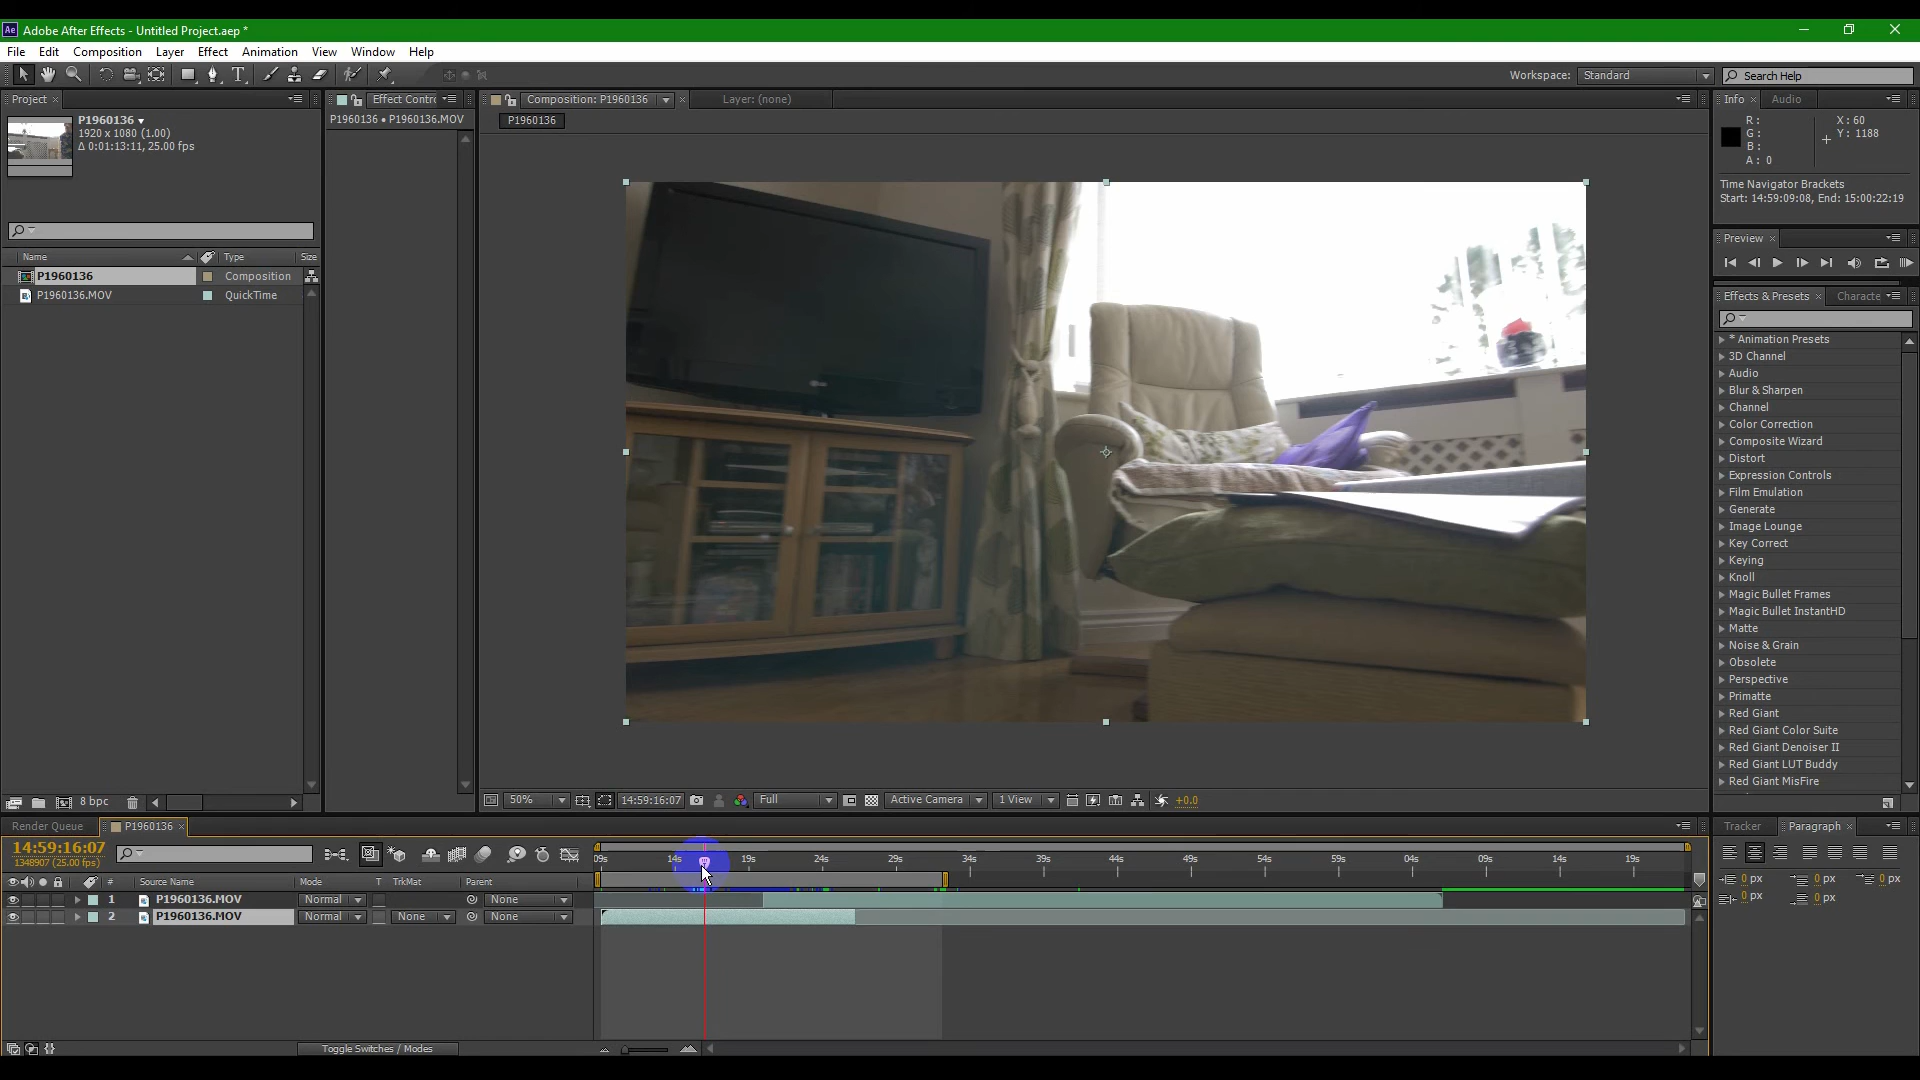 Adobe After Effects - Untitled Project.aep *
File Edit Composition Layer Effect Animation View Window Help
Workspace: Standard Search Help
Project
P1960136
1920 x 1080 (1.00)
Δ 0:01:13:11, 25.00 fps
Name Type Size
P1960136 Composition
P1960136.MOV QuickTime
8 bpc
Effect Contro
P1960136 • P1960136.MOV
Composition: P1960136 Layer: (none)
P1960136
50% 14:59:16:07 Full Active Camera 1 View +0.0
Info Audio
R : X : 60
G : Y : 1188
B :
A : 0
Time Navigator Brackets
Start: 14:59:09:08, End: 15:00:22:19
Preview
Effects & Presets Characte
* Animation Presets
3D Channel
Audio
Blur & Sharpen
Channel
Color Correction
Composite Wizard
Distort
Expression Controls
Film Emulation
Generate
Image Lounge
Key Correct
Keying
Knoll
Magic Bullet Frames
Magic Bullet InstantHD
Matte
Noise & Grain
Obsolete
Perspective
Primatte
Red Giant
Red Giant Color Suite
Red Giant Denoiser II
Red Giant LUT Buddy
Red Giant MisFire
Render Queue P1960136
14:59:16:07
1348907 (25.00 fps)
09s 14s 19s 24s 29s 34s 39s 44s 49s 54s 59s 04s 09s 14s 19s
# Source Name Mode T TrkMat Parent
1 P1960136.MOV Normal None
2 P1960136.MOV Normal None None
Toggle Switches / Modes
Tracker Paragraph
0 px 0 px 0 px
0 px 0 px